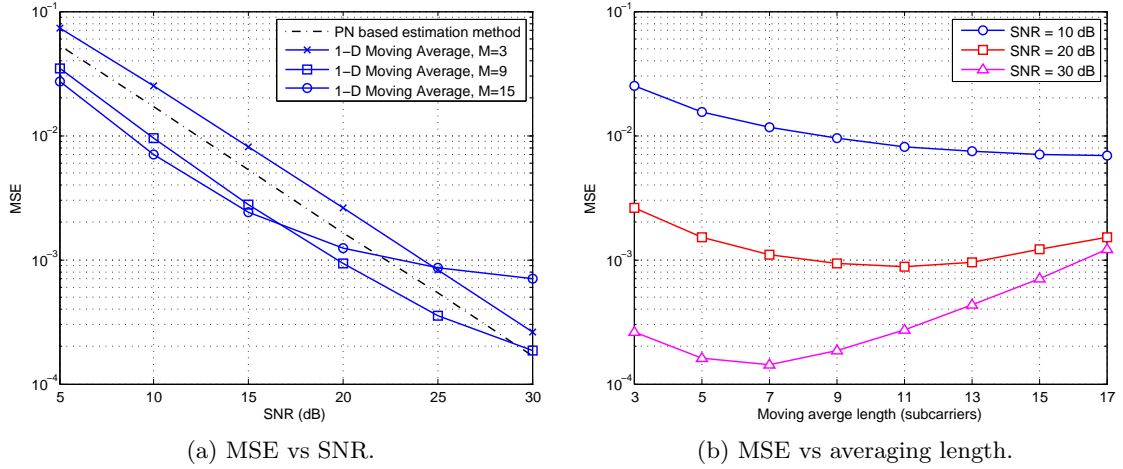 10⁻¹
10⁻²
10⁻³
10⁻⁴
MSE
5 10 15 20 25 30
SNR (dB)
PN based estimation method
1−D Moving Average, M=3
1−D Moving Average, M=9
1−D Moving Average, M=15
(a) MSE vs SNR.
10⁻¹
10⁻²
10⁻³
10⁻⁴
MSE
3 5 7 9 11 13 15 17
Moving averge length (subcarriers)
SNR = 10 dB
SNR = 20 dB
SNR = 30 dB
(b) MSE vs averaging length.